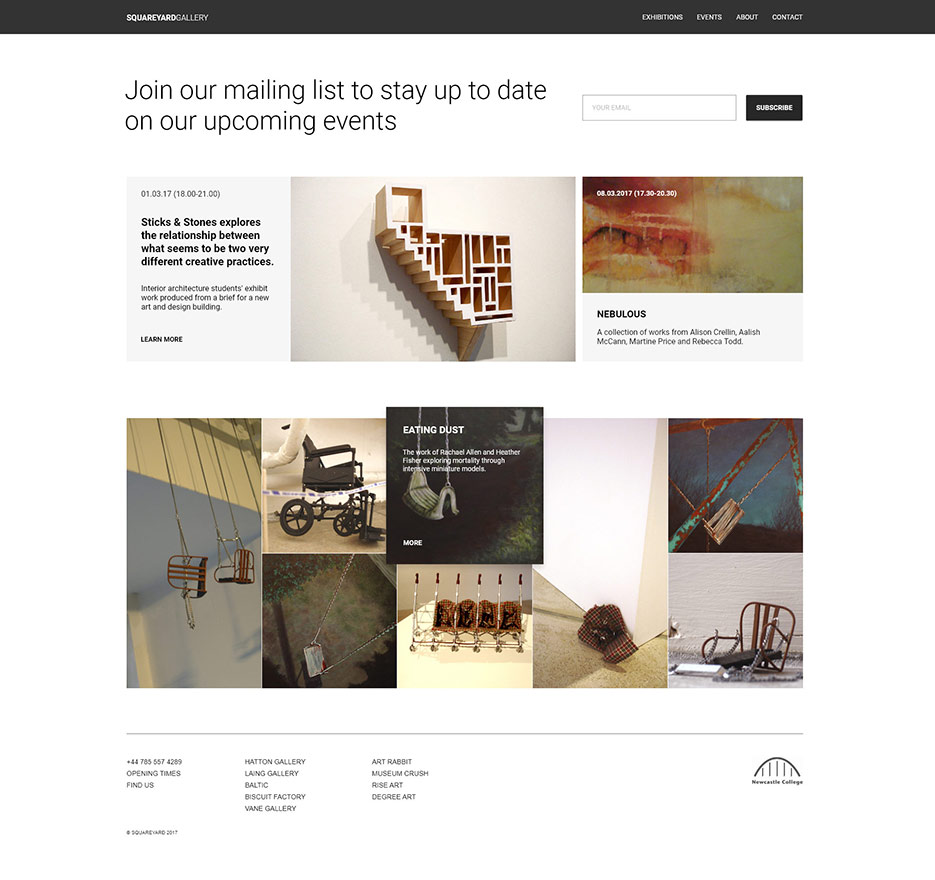 SQUAREYARDGALLERY
EXHIBITIONS EVENTS ABOUT CONTACT
Join our mailing list to stay up to date
on our upcoming events
YOUR EMAIL
SUBSCRIBE
01.03.17 (18.00-21.00)
Sticks & Stones explores
the relationship between
what seems to be two very
different creative practices.
Interior architecture students' exhibit
work produced from a brief for a new
art and design building.
LEARN MORE
08.03.2017 (17.30-20.30)
NEBULOUS
A collection of works from Alison Crellin, Aalish
McCann, Martine Price and Rebecca Todd.
EATING DUST
The work of Rachael Allen and Heather
Fisher exploring mortality through
intensive miniature models.
MORE
+44 785 557 4289
OPENING TIMES
FIND US
HATTON GALLERY
LAING GALLERY
BALTIC
BISCUIT FACTORY
VANE GALLERY
ART RABBIT
MUSEUM CRUSH
RISE ART
DEGREE ART
Newcastle College
© SQUAREYARD 2017